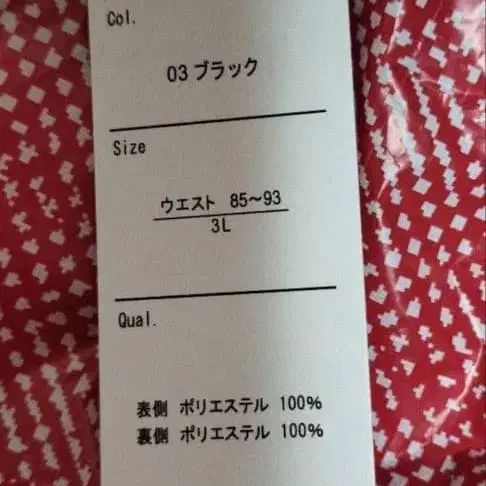 Col.
03 ブラック
Size
ウエスト 85～93
3L
Qual.
表側 ポリエステル 100%
裏側 ポリエステル 100%